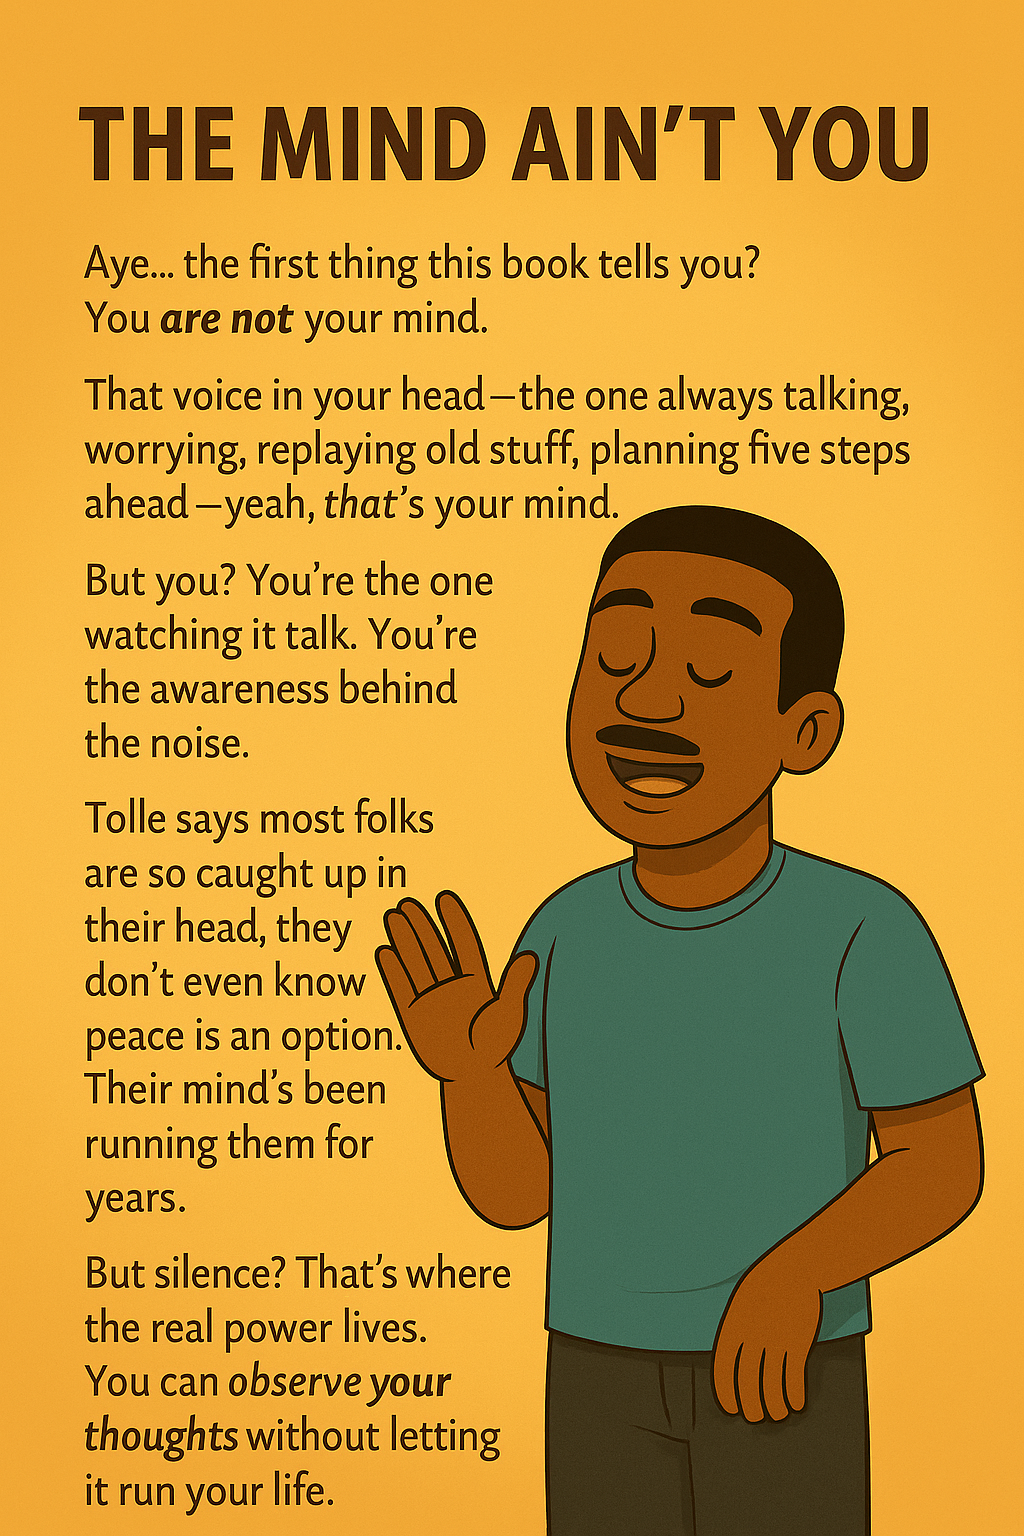 THE MIND AIN’T YOU
Aye... the first thing this book tells you?
You are not your mind.
That voice in your head—the one always talking,
worrying, replaying old stuff, planning five steps
ahead—yeah, that’s your mind.
But you? You’re the one
watching it talk. You’re
the awareness behind
the noise.
Tolle says most folks
are so caught up in
their head, they
don’t even know
peace is an option.
Their mind’s been
running them for
years.
But silence? That’s where
the real power lives.
You can observe your
thoughts without letting
it run your life.